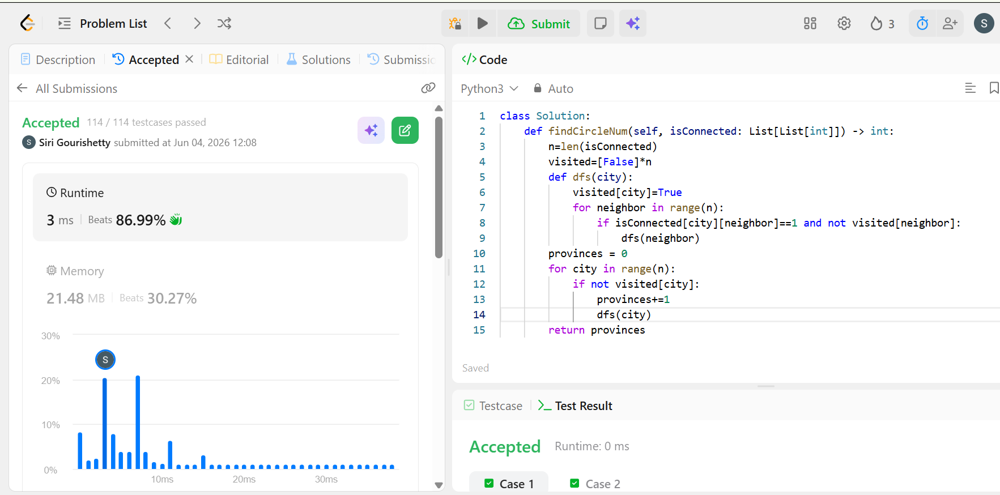 Problem List
Submit
3
S
Description
Accepted
Editorial
Solutions
Submissio
All Submissions
Accepted 114 / 114 testcases passed
S Siri Gourishetty submitted at Jun 04, 2026 12:08
Runtime
3 ms Beats 86.99%
Memory
21.48 MB Beats 30.27%
30%
S
20%
10%
0%
10ms 20ms 30ms
</> Code
Python3 Auto
1 class Solution:
2 def findCircleNum(self, isConnected: List[List[int]]) -> int:
3 n=len(isConnected)
4 visited=[False]*n
5 def dfs(city):
6 visited[city]=True
7 for neighbor in range(n):
8 if isConnected[city][neighbor]==1 and not visited[neighbor]:
9 dfs(neighbor)
10 provinces = 0
11 for city in range(n):
12 if not visited[city]:
13 provinces+=1
14 dfs(city)
15 return provinces
Saved
Testcase
Test Result
Accepted Runtime: 0 ms
Case 1 Case 2